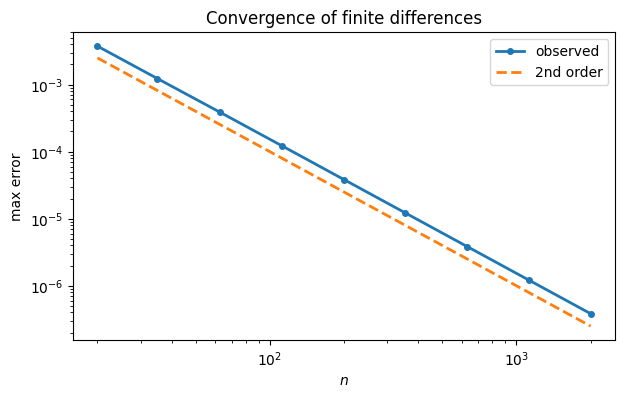 Convergence of finite differences
observed
2nd order
max error
10⁻³
10⁻⁴
10⁻⁵
10⁻⁶
10²
10³
n